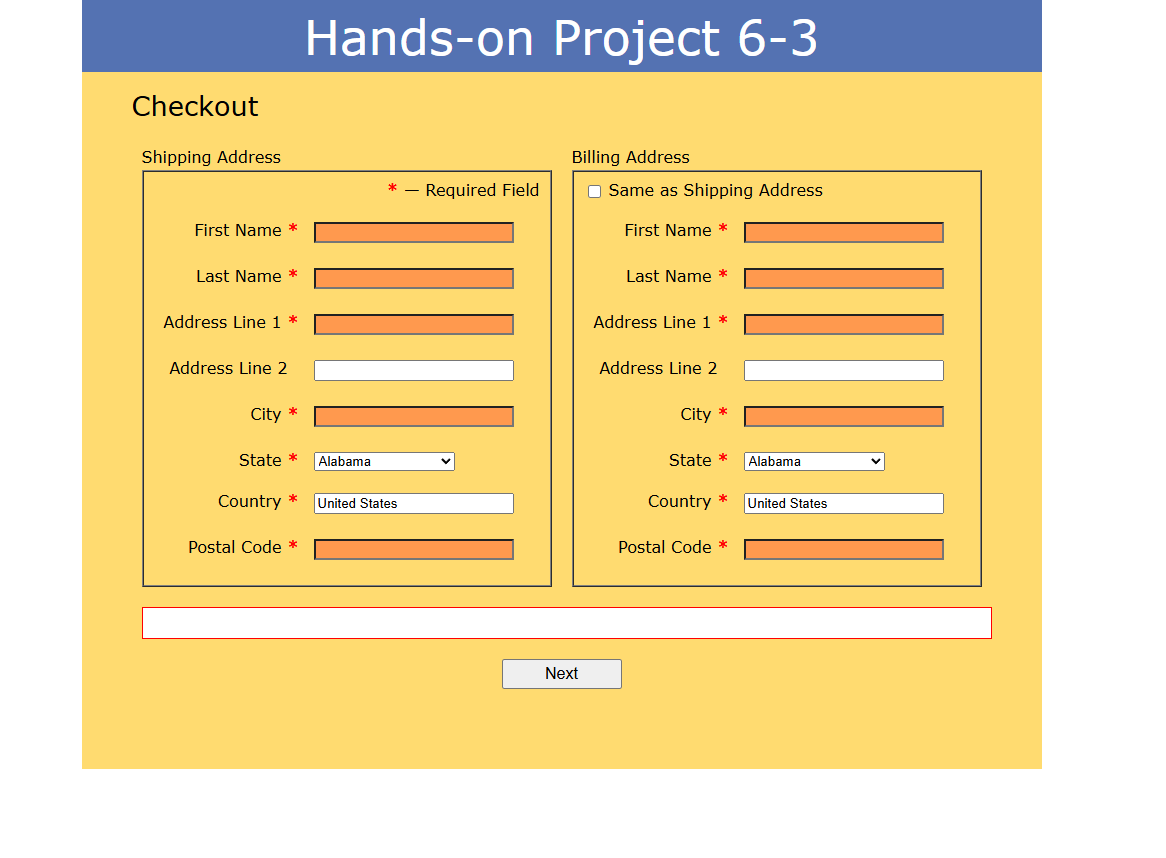 Hands-on Project 6-3
Checkout
Shipping Address
* — Required Field
First Name *
Last Name *
Address Line 1 *
Address Line 2
City *
State * Alabama
Country * United States
Postal Code *
Billing Address
Same as Shipping Address
First Name *
Last Name *
Address Line 1 *
Address Line 2
City *
State * Alabama
Country * United States
Postal Code *
Next